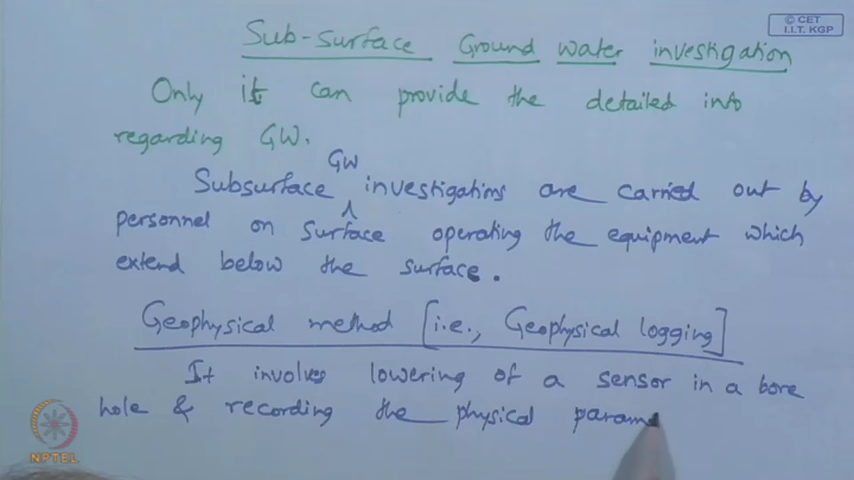 © CET
I.I.T. KGP
Sub-surface Ground water investigation
Only it can provide the detailed info
regarding GW.
GW
Subsurface ^ investigations are carried out by
personnel on surface operating the equipment which
extend below the surface.
Geophysical method [i.e., Geophysical logging]
It involves lowering of a sensor in a bore
hole & recording the physical param
NPTEL